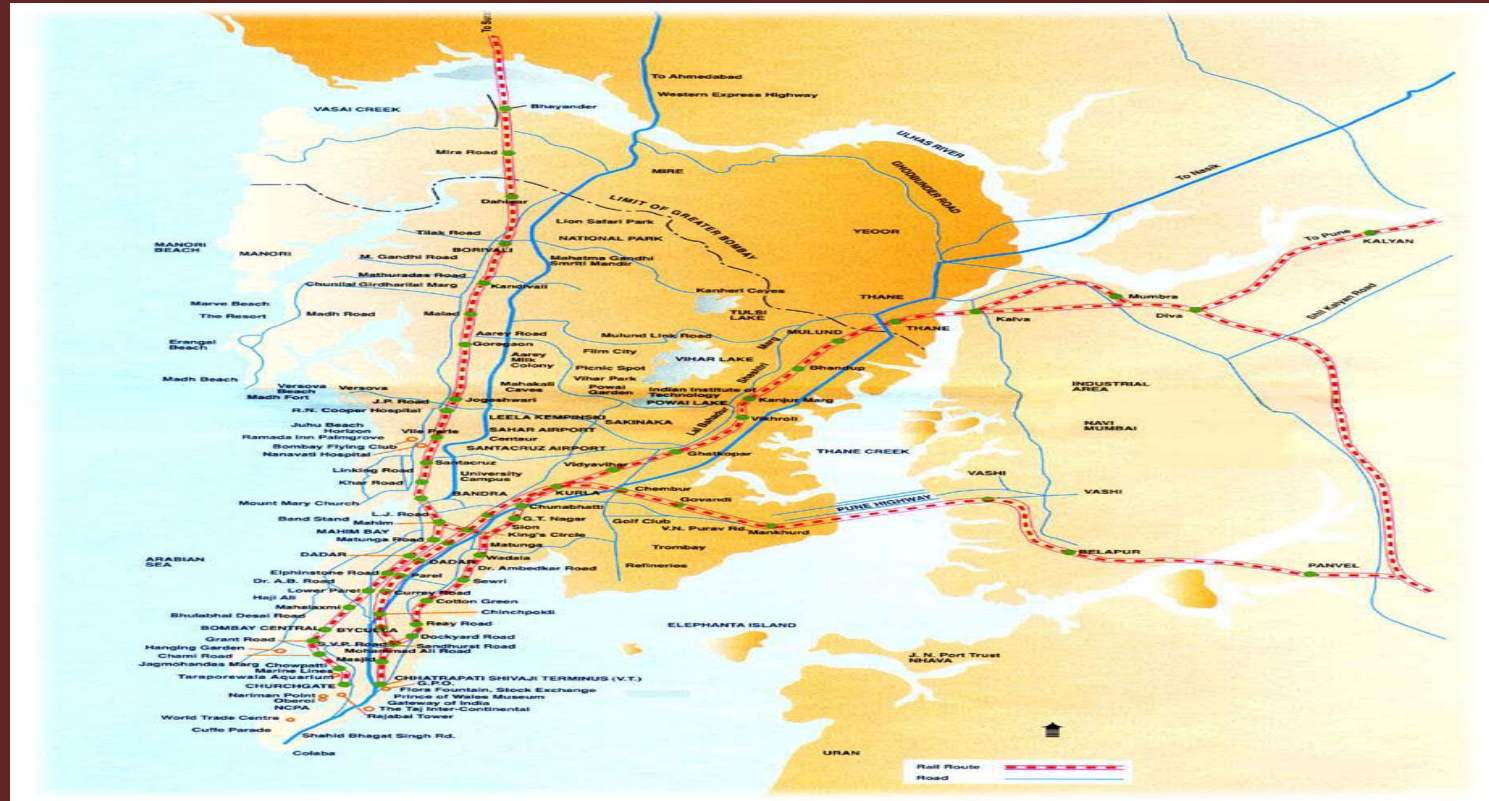 To Ahmedabad
Western Express Highway
VASAI CREEK
Bhayander
ULHAS RIVER
Mira Road
MIRE
GHODBUNDER ROAD
To Nasik
Dahisar
LIMIT OF GREATER BOMBAY
Lion Safari Park
Tilak Road
NATIONAL PARK
YEOOR
To Pune
KALYAN
MANORI
BEACH
MANORI
BORIVALI
M. Gandhi Road
Mahatma Gandhi
Smriti Mandir
Mathuradas Road
Chunilal Girdharilal Marg
Kandivali
Kanheri Caves
THANE
Mumbra
Marve Beach
The Resort
Madh Road
Malad
TULSI
LAKE
Kalva
Diva
Shil Kalyan Road
Aarey Road
Mulund Link Road
MULUND
THANE
Erangal
Beach
Goregaon
Aarey
Milk
Colony
Film City
VIHAR LAKE
Picnic Spot
Vihar Park
Bhandup
Madh Beach
Versova
Beach
Madh Fort
Versova
Mahakali
Caves
Powai
Garden
Indian Institute of
Technology
POWAI LAKE
Lal Bahadur Shashtri Marg
INDUSTRIAL
AREA
J.P. Road
Jogeshwari
Kanjur Marg
R.N. Cooper Hospital
LEELA KEMPINSKI
SAKINAKA
Vikhroli
NAVI
MUMBAI
Juhu Beach
Horizon
Ramada Inn Palmgrove
Vile Parle
SAHAR AIRPORT
Centaur
Bombay Flying Club
Nanavati Hospital
SANTACRUZ AIRPORT
Ghatkopar
THANE CREEK
Linking Road
Santacruz
University
Campus
Vidyavihar
VASHI
Khar Road
BANDRA
KURLA
Chembur
VASHI
Mount Mary Church
Chunabhatti
Govandi
PUNE HIGHWAY
L.J. Road
Band Stand
Mahim
G.T. Nagar
Golf Club
V.N. Purav Rd.
Mankhurd
MAHIM BAY
Sion
King's Circle
Matunga Road
Matunga
Trombay
ARABIAN
SEA
DADAR
DADAR
Wadala
BELAPUR
Elphinstone Road
Parel
Dr. Ambedkar Road
Refineries
PANVEL
Dr. A.B. Road
Sewri
Lower Parel
Currey Road
Haji Ali
Cotton Green
Mahalaxmi
Chinchpokli
Bhulabhai Desai Road
Reay Road
ELEPHANTA ISLAND
BOMBAY CENTRAL
BYCULLA
Dockyard Road
Grant Road
S.V.P. Road
Sandhurst Road
Hanging Garden
Mohammad Ali Road
Charni Road
Masjid
J. N. Port Trust
NHAVA
Jagmohandas Marg
Chowpatti
Marine Lines
Taraporewala Aquarium
CHHATRAPATI SHIVAJI TERMINUS (V.T.)
CHURCHGATE
G.P.O.
Flora Fountain, Stock Exchange
Nariman Point
Prince of Wales Museum
Oberoi
Gateway of India
NCPA
The Taj Inter-Continental
World Trade Centre
Rajabai Tower
Cuffe Parade
Shahid Bhagat Singh Rd.
Colaba
URAN
Rail Route
Road